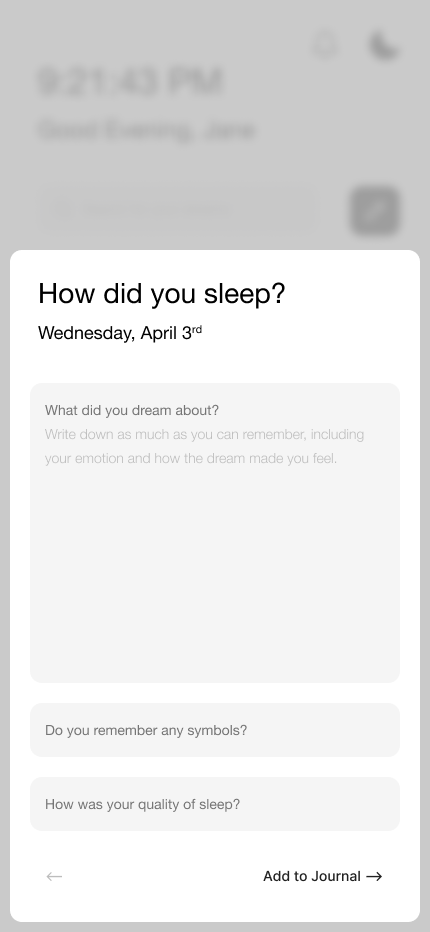 9:21:43 PM
Good Evening, Jane
How did you sleep?
Wednesday, April 3rd
What did you dream about?
Write down as much as you can remember, including
your emotion and how the dream made you feel.
Do you remember any symbols?
How was your quality of sleep?
← Add to Journal →